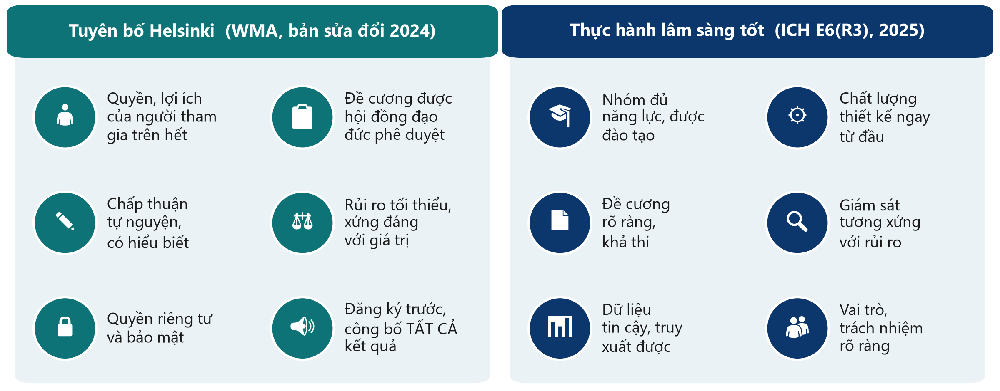 Tuyên bố Helsinki (WMA, bản sửa đổi 2024)
Quyền, lợi ích
của người tham
gia trên hết
Đề cương được
hội đồng đạo
đức phê duyệt
Chấp thuận
tự nguyện,
có hiểu biết
Rủi ro tối thiểu,
xứng đáng
với giá trị
Quyền riêng tư
và bảo mật
Đăng ký trước,
công bố TẤT CẢ
kết quả
Thực hành lâm sàng tốt (ICH E6(R3), 2025)
Nhóm đủ
năng lực, được
đào tạo
Chất lượng
thiết kế ngay
từ đầu
Đề cương
rõ ràng,
khả thi
Giám sát
tương xứng
với rủi ro
Dữ liệu
tin cậy, truy
xuất được
Vai trò,
trách nhiệm
rõ ràng